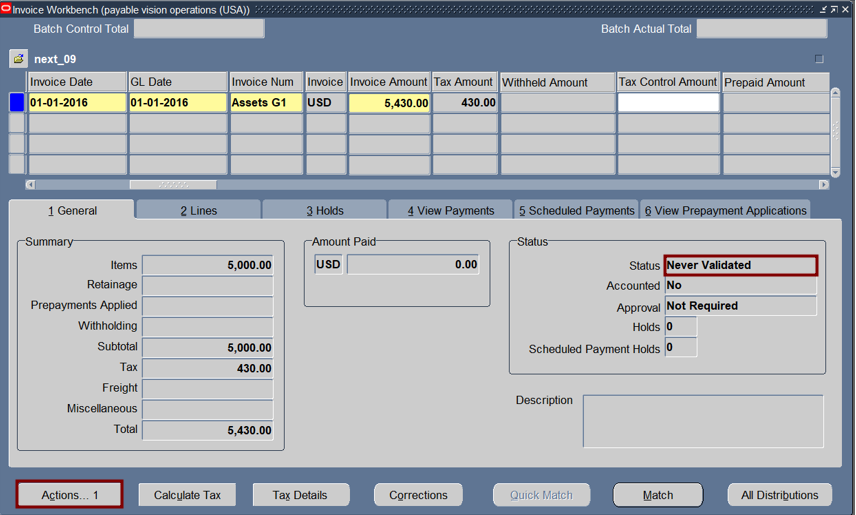 Invoice Workbench (payable vision operations (USA))
Batch Control Total Batch Actual Total
next_09
Invoice Date GL Date Invoice Num Invoice Invoice Amount Tax Amount Withheld Amount Tax Control Amount Prepaid Amount
01-01-2016 01-01-2016 Assets G1 USD 5,430.00 430.00
1 General 2 Lines 3 Holds 4 View Payments 5 Scheduled Payments 6 View Prepayment Applications
Summary
Items 5,000.00
Retainage
Prepayments Applied
Withholding
Subtotal 5,000.00
Tax 430.00
Freight
Miscellaneous
Total 5,430.00
Amount Paid
USD 0.00
Status
Status Never Validated
Accounted No
Approval Not Required
Holds 0
Scheduled Payment Holds 0
Description
Actions... 1 Calculate Tax Tax Details Corrections Quick Match Match All Distributions